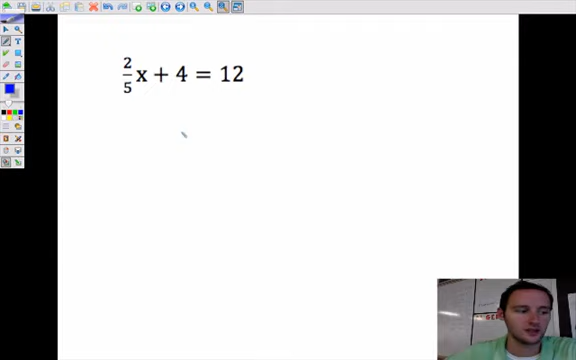 2/5 x + 4 = 12